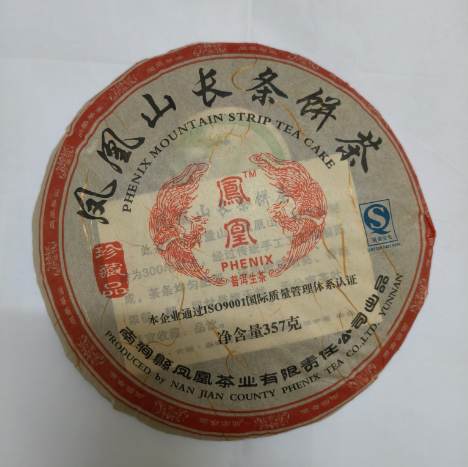 凤凰山长条饼茶
PHENIX MOUNTAIN STRIP TEA CAKE
鳳 TM
凰
PHENIX
普洱生茶
珍藏品
本企业通过ISO9001国际质量管理体系认证
净含量357克
南涧县凤凰茶业有限责任公司出品
PRODUCED by NAN JIAN COUNTY PHENIX TEA CO.,LTD. YUNNAN